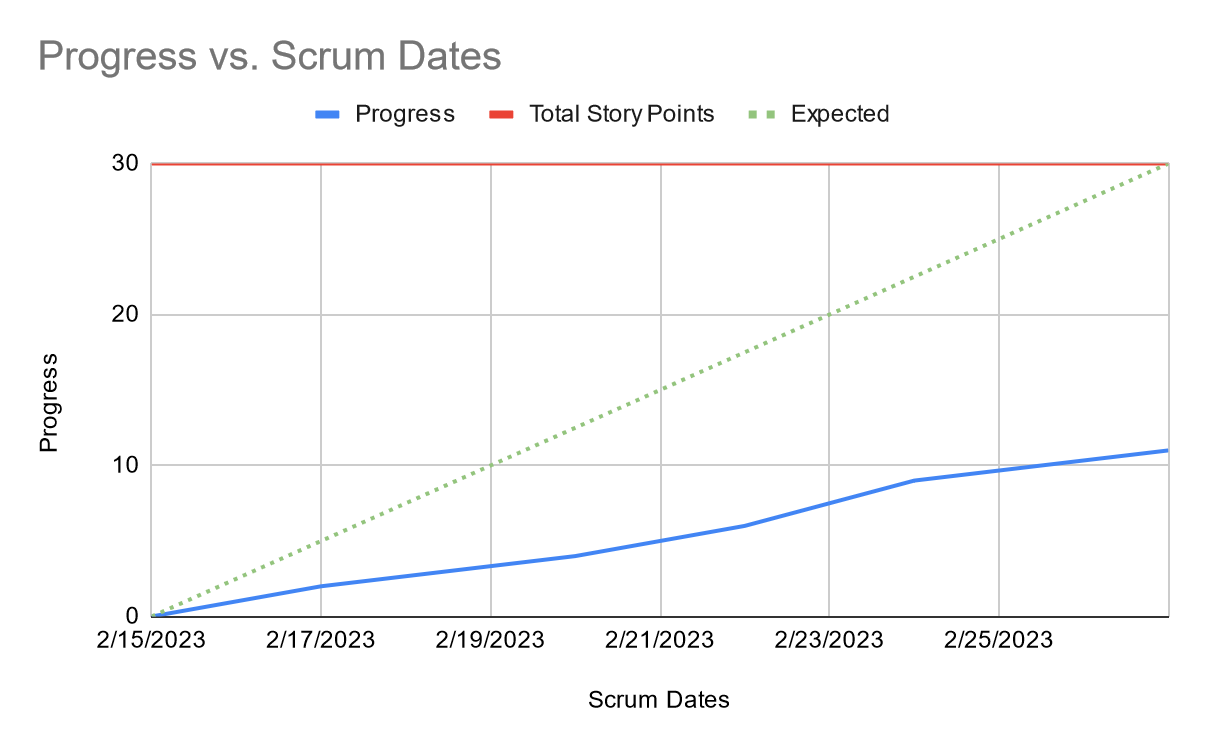 Progress vs. Scrum Dates
Progress Total Story Points Expected
30
20
10
0
Progress
2/15/2023 2/17/2023 2/19/2023 2/21/2023 2/23/2023 2/25/2023
Scrum Dates